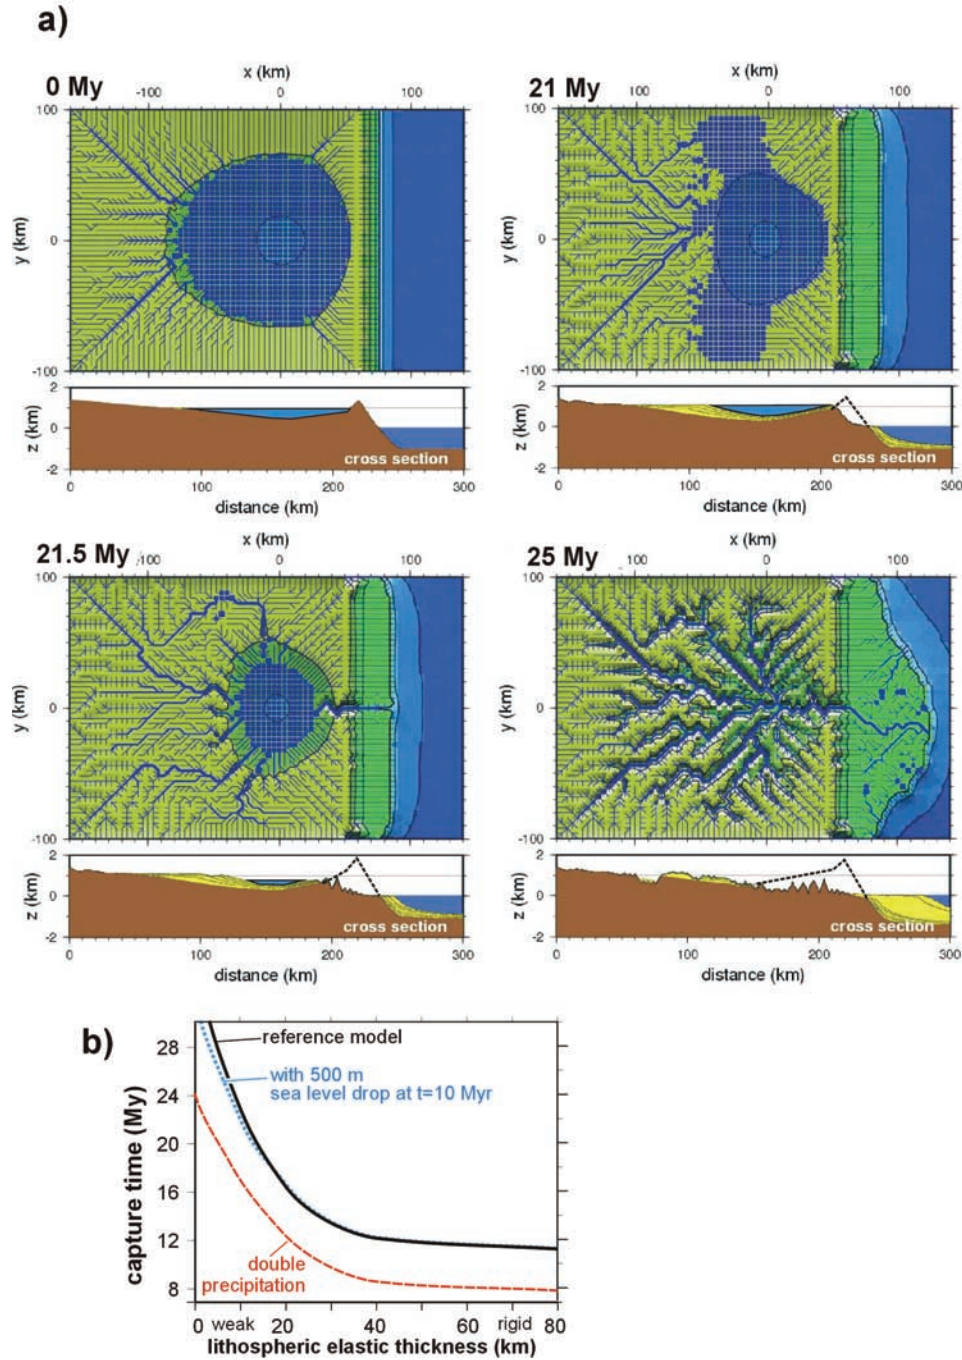 a)
x (km)
x (km)
0 My
-100
0
100
21 My
-100
0
100
100
100
y (km)
0
y (km)
0
-100
-100
2
2
z (km)
0
z (km)
0
cross section
cross section
-2
-2
0
100
200
300
0
100
200
300
distance (km)
distance (km)
x (km)
x (km)
21.5 My
-100
0
100
25 My
-100
0
100
100
100
y (km)
0
y (km)
0
-100
-100
2
2
z (km)
0
z (km)
0
cross section
cross section
-2
-2
0
100
200
300
0
100
200
300
distance (km)
distance (km)
b)
capture time (My)
28
24
20
16
12
8
reference model
with 500 m
sea level drop at t=10 Myr
double
precipitation
0
weak
20
40
60
rigid
80
lithospheric elastic thickness (km)